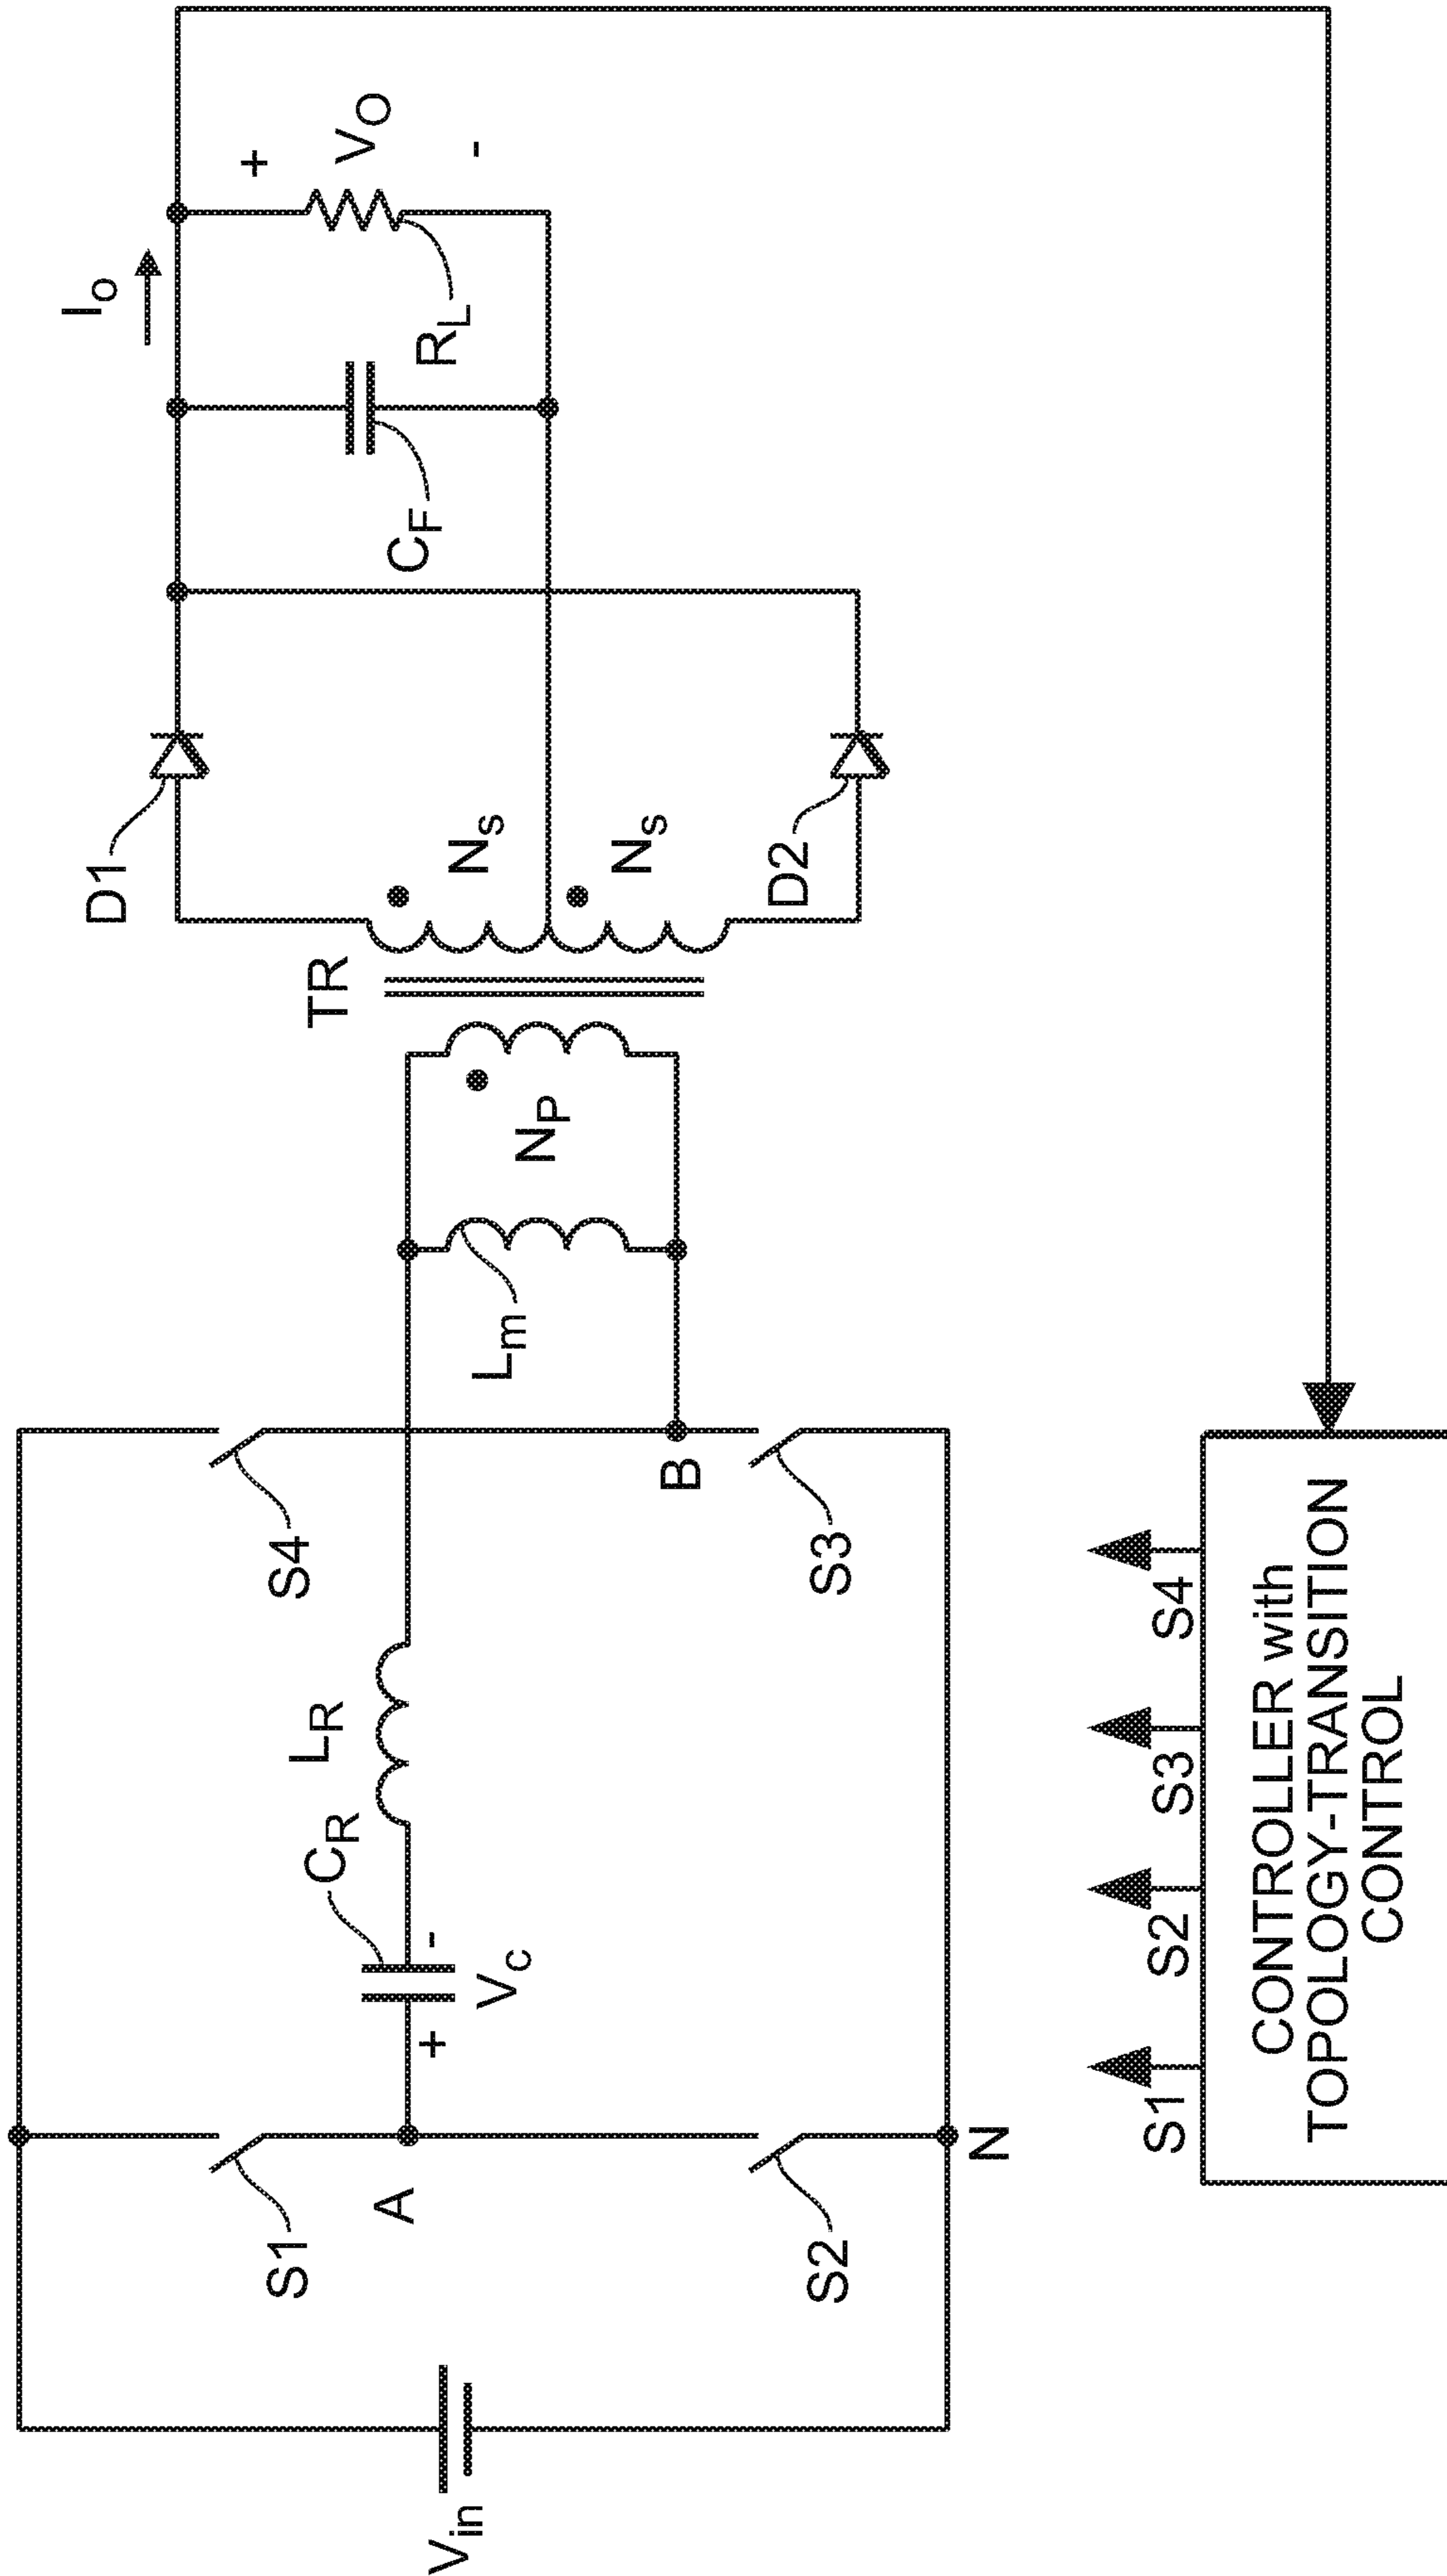 I_O
+
V_O
-
D1
C_F
R_L
TR
N_s
N_s
N_P
D2
L_m
S4
B
S3
L_R
C_R
+
-
V_c
S1
A
S2
N
V_in
S1
S2
S3
S4
CONTROLLER with
TOPOLOGY-TRANSITION
CONTROL